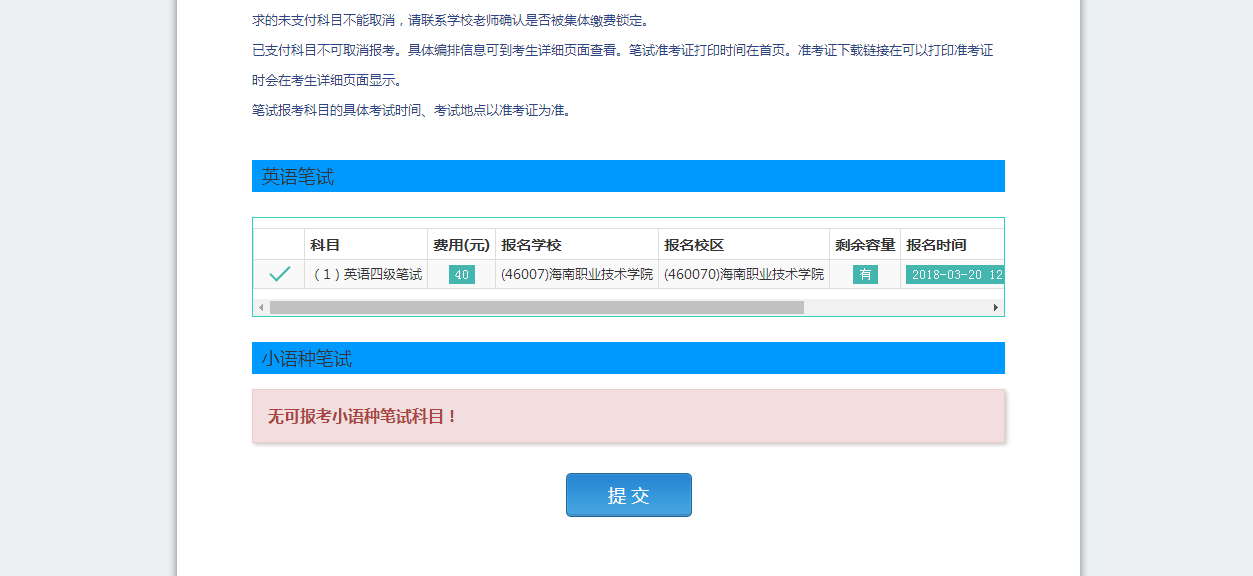 求的未支付科目不能取消，请联系学校老师确认是否被集体缴费锁定。
已支付科目不可取消报考。具体编排信息可到考生详细页面查看。笔试准考证打印时间在首页。准考证下载链接在可以打印准考证
时会在考生详细页面显示。
笔试报考科目的具体考试时间、考试地点以准考证为准。
英语笔试
科目 费用(元) 报名学校 报名校区 剩余容量 报名时间
（1）英语四级笔试 40 (46007)海南职业技术学院 (460070)海南职业技术学院 有 2018-03-20 12
小语种笔试
无可报考小语种笔试科目！
提 交